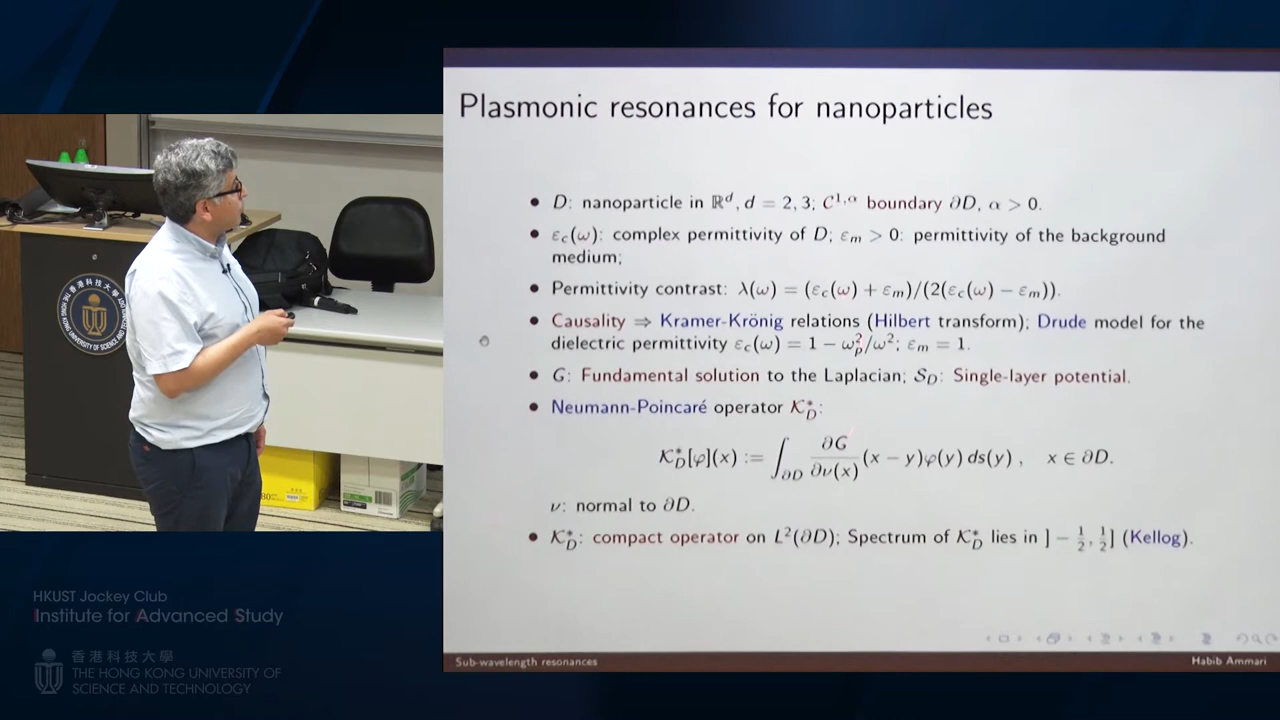 Plasmonic resonances for nanoparticles
• D: nanoparticle in ℝᵈ, d = 2, 3; C^{1,α} boundary ∂D, α > 0.
• ε_c(ω): complex permittivity of D; ε_m > 0: permittivity of the background
medium;
• Permittivity contrast: λ(ω) = (ε_c(ω) + ε_m)/(2(ε_c(ω) − ε_m)).
• Causality ⇒ Kramer-Krönig relations (Hilbert transform); Drude model for the
dielectric permittivity ε_c(ω) = 1 − ω_p^2/ω^2; ε_m = 1.
• G: Fundamental solution to the Laplacian; S_D: Single-layer potential.
• Neumann-Poincaré operator K_D^*:
K_D^*[φ](x) := ∫_{∂D} ∂G/∂ν(x) (x − y)φ(y) ds(y) , x ∈ ∂D.
ν: normal to ∂D.
• K_D^*: compact operator on L^2(∂D); Spectrum of K_D^* lies in ] − 1/2, 1/2] (Kellog).
Sub-wavelength resonances
Habib Ammari
HKUST Jockey Club
Institute for Advanced Study
香港科技大學
THE HONG KONG UNIVERSITY OF
SCIENCE AND TECHNOLOGY